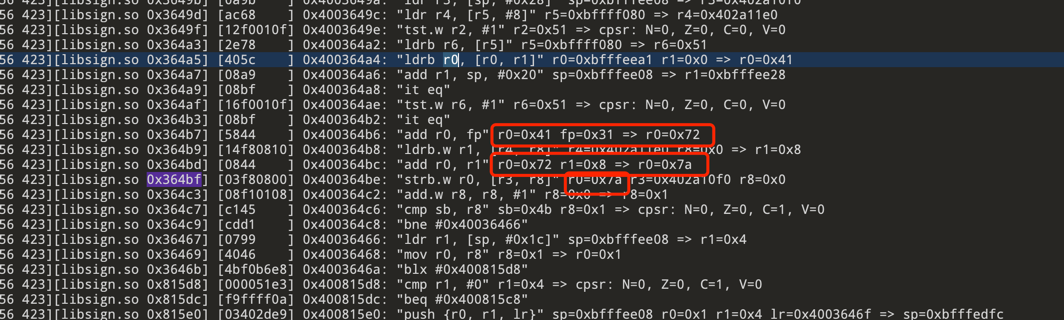 56 423][libsign.so 0x3649b] [0a9b    ] 0x4003649a: "ldr r3, [sp, #0x28]" sp=0xbfffee08 => r3=0x402a10f0
56 423][libsign.so 0x3649d] [ac68    ] 0x4003649c: "ldr r4, [r5, #8]" r5=0xbffff080 => r4=0x402a11e0
56 423][libsign.so 0x3649f] [12f0010f] 0x4003649e: "tst.w r2, #1" r2=0x51 => cpsr: N=0, Z=0, C=0, V=0
56 423][libsign.so 0x364a3] [2e78    ] 0x400364a2: "ldrb r6, [r5]" r5=0xbffff080 => r6=0x51
56 423][libsign.so 0x364a5] [405c    ] 0x400364a4: "ldrb r0, [r0, r1]" r0=0xbfffeea1 r1=0x0 => r0=0x41
56 423][libsign.so 0x364a7] [08a9    ] 0x400364a6: "add r1, sp, #0x20" sp=0xbfffee08 => r1=0xbfffee28
56 423][libsign.so 0x364a9] [08bf    ] 0x400364a8: "it eq"
56 423][libsign.so 0x364af] [16f0010f] 0x400364ae: "tst.w r6, #1" r6=0x51 => cpsr: N=0, Z=0, C=0, V=0
56 423][libsign.so 0x364b3] [08bf    ] 0x400364b2: "it eq"
56 423][libsign.so 0x364b7] [5844    ] 0x400364b6: "add r0, fp" r0=0x41 fp=0x31 => r0=0x72
56 423][libsign.so 0x364b9] [14f80810] 0x400364b8: "ldrb.w r1, [r4, r8]" r4=0x402a11e0 r8=0x0 => r1=0x8
56 423][libsign.so 0x364bd] [0844    ] 0x400364bc: "add r0, r1" r0=0x72 r1=0x8 => r0=0x7a
56 423][libsign.so 0x364bf] [03f80800] 0x400364be: "strb.w r0, [r3, r8]" r0=0x7a r3=0x402a10f0 r8=0x0
56 423][libsign.so 0x364c3] [08f10108] 0x400364c2: "add.w r8, r8, #1" r8=0x0 => r8=0x1
56 423][libsign.so 0x364c7] [c145    ] 0x400364c6: "cmp sb, r8" sb=0x4b r8=0x1 => cpsr: N=0, Z=0, C=1, V=0
56 423][libsign.so 0x364c9] [cdd1    ] 0x400364c8: "bne #0x40036466"
56 423][libsign.so 0x36467] [0799    ] 0x40036466: "ldr r1, [sp, #0x1c]" sp=0xbfffee08 => r1=0x4
56 423][libsign.so 0x36469] [4046    ] 0x40036468: "mov r0, r8" r8=0x1 => r0=0x1
56 423][libsign.so 0x3646b] [4bf0b6e8] 0x4003646a: "blx #0x400815d8"
56 423][libsign.so 0x815d8] [000051e3] 0x400815d8: "cmp r1, #0" r1=0x4 => cpsr: N=0, Z=0, C=1, V=0
56 423][libsign.so 0x815dc] [f9ffff0a] 0x400815dc: "beq #0x400815c8"
56 423][libsign.so 0x815e0] [03402de9] 0x400815e0: "push {r0, r1, lr}" sp=0xbfffee08 r0=0x1 r1=0x4 lr=0x4003646f => sp=0xbfffedfc